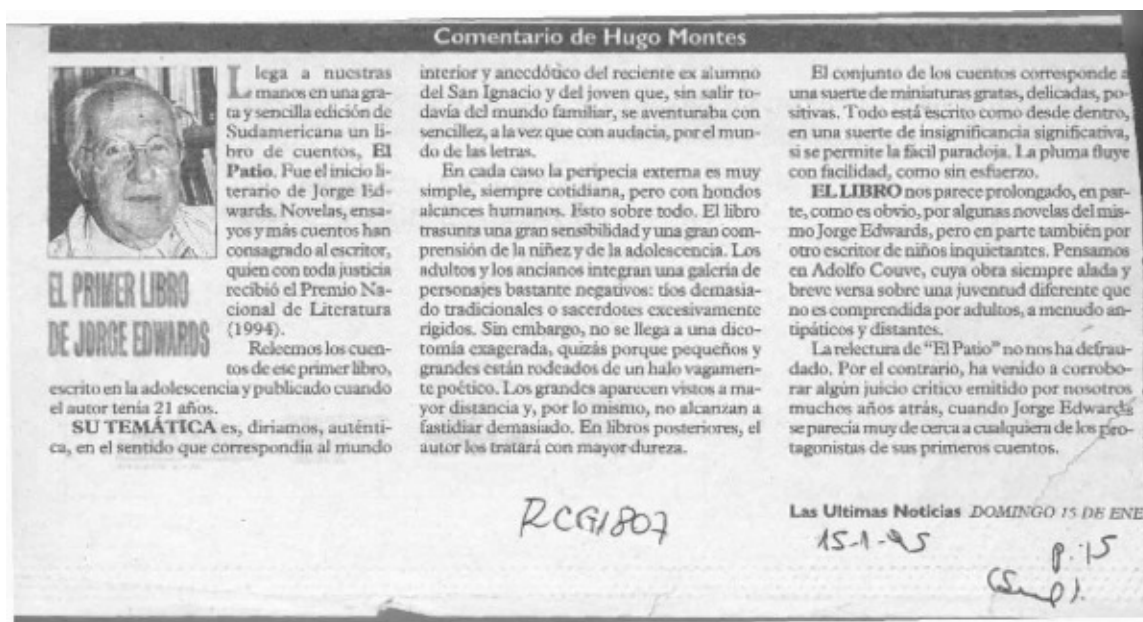 Comentario de Hugo Montes
EL PRIMER LIBRO
DE JORGE EDWARDS
Llega a nuestras
manos en una gra-
ta y sencilla edición de
Sudamericana un li-
bro de cuentos, El
Patio. Fue el inicio li-
terario de Jorge Ed-
wards. Novelas, ensa-
yos y más cuentos han
consagrado al escritor,
quien con toda justicia
recibió el Premio Na-
cional de Literatura
(1994).
Releemos los cuen-
tos de ese primer libro,
escrito en la adolescencia y publicado cuando
el autor tenía 21 años.
SU TEMÁTICA es, diríamos, auténti-
ca, en el sentido que correspondía al mundo
interior y anecdótico del reciente ex alumno
del San Ignacio y del joven que, sin salir to-
davía del mundo familiar, se aventuraba con
sencillez, a la vez que con audacia, por el mun-
do de las letras.
En cada caso la peripecia externa es muy
simple, siempre cotidiana, pero con hondos
alcances humanos. Esto sobre todo. El libro
trasunta una gran sensibilidad y una gran com-
prensión de la niñez y de la adolescencia. Los
adultos y los ancianos integran una galería de
personajes bastante negativos: tíos demasia-
do tradicionales o sacerdotes excesivamente
rígidos. Sin embargo, no se llega a una dico-
tomía exagerada, quizás porque pequeños y
grandes están rodeados de un halo vagamen-
te poético. Los grandes aparecen vistos a ma-
yor distancia y, por lo mismo, no alcanzan a
fastidiar demasiado. En libros posteriores, el
autor los tratará con mayor dureza.
El conjunto de los cuentos corresponde a
una suerte de miniaturas gratas, delicadas, po-
sitivas. Todo está escrito como desde dentro,
en una suerte de insignificancia significativa,
si se permite la fácil paradoja. La pluma fluye
con facilidad, como sin esfuerzo.
EL LIBRO nos parece prolongado, en par-
te, como es obvio, por algunas novelas del mis-
mo Jorge Edwards, pero en parte también por
otro escritor de niños inquietantes. Pensamos
en Adolfo Couve, cuya obra siempre alada y
breve versa sobre una juventud diferente que
no es comprendida por adultos, a menudo an-
tipáticos y distantes.
La relectura de “El Patio” no nos ha defrau-
dado. Por el contrario, ha venido a corrobo-
rar algún juicio crítico emitido por nosotros
muchos años atrás, cuando Jorge Edwards
se parecía muy de cerca a cualquiera de los pro-
tagonistas de sus primeros cuentos.
Las Ultimas Noticias DOMINGO 15 DE ENE
RCG1807
15-1-95
p. 15